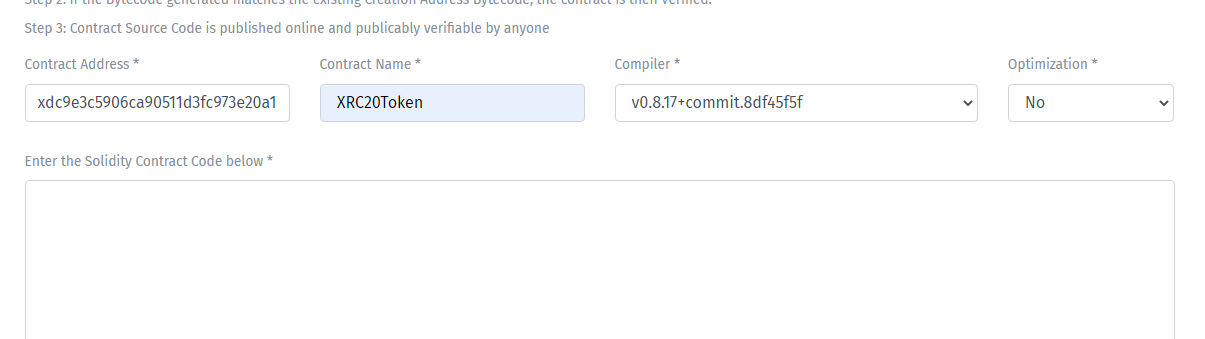 Step 2: If the Bytecode generated matches the existing Creation Address Bytecode, the contract is then Verified.
Step 3: Contract Source Code is published online and publicably verifiable by anyone
Contract Address * Contract Name * Compiler * Optimization *
xdc9e3c5906ca90511d3fc973e20a1 XRC20Token v0.8.17+commit.8df45f5f No
Enter the Solidity Contract Code below *